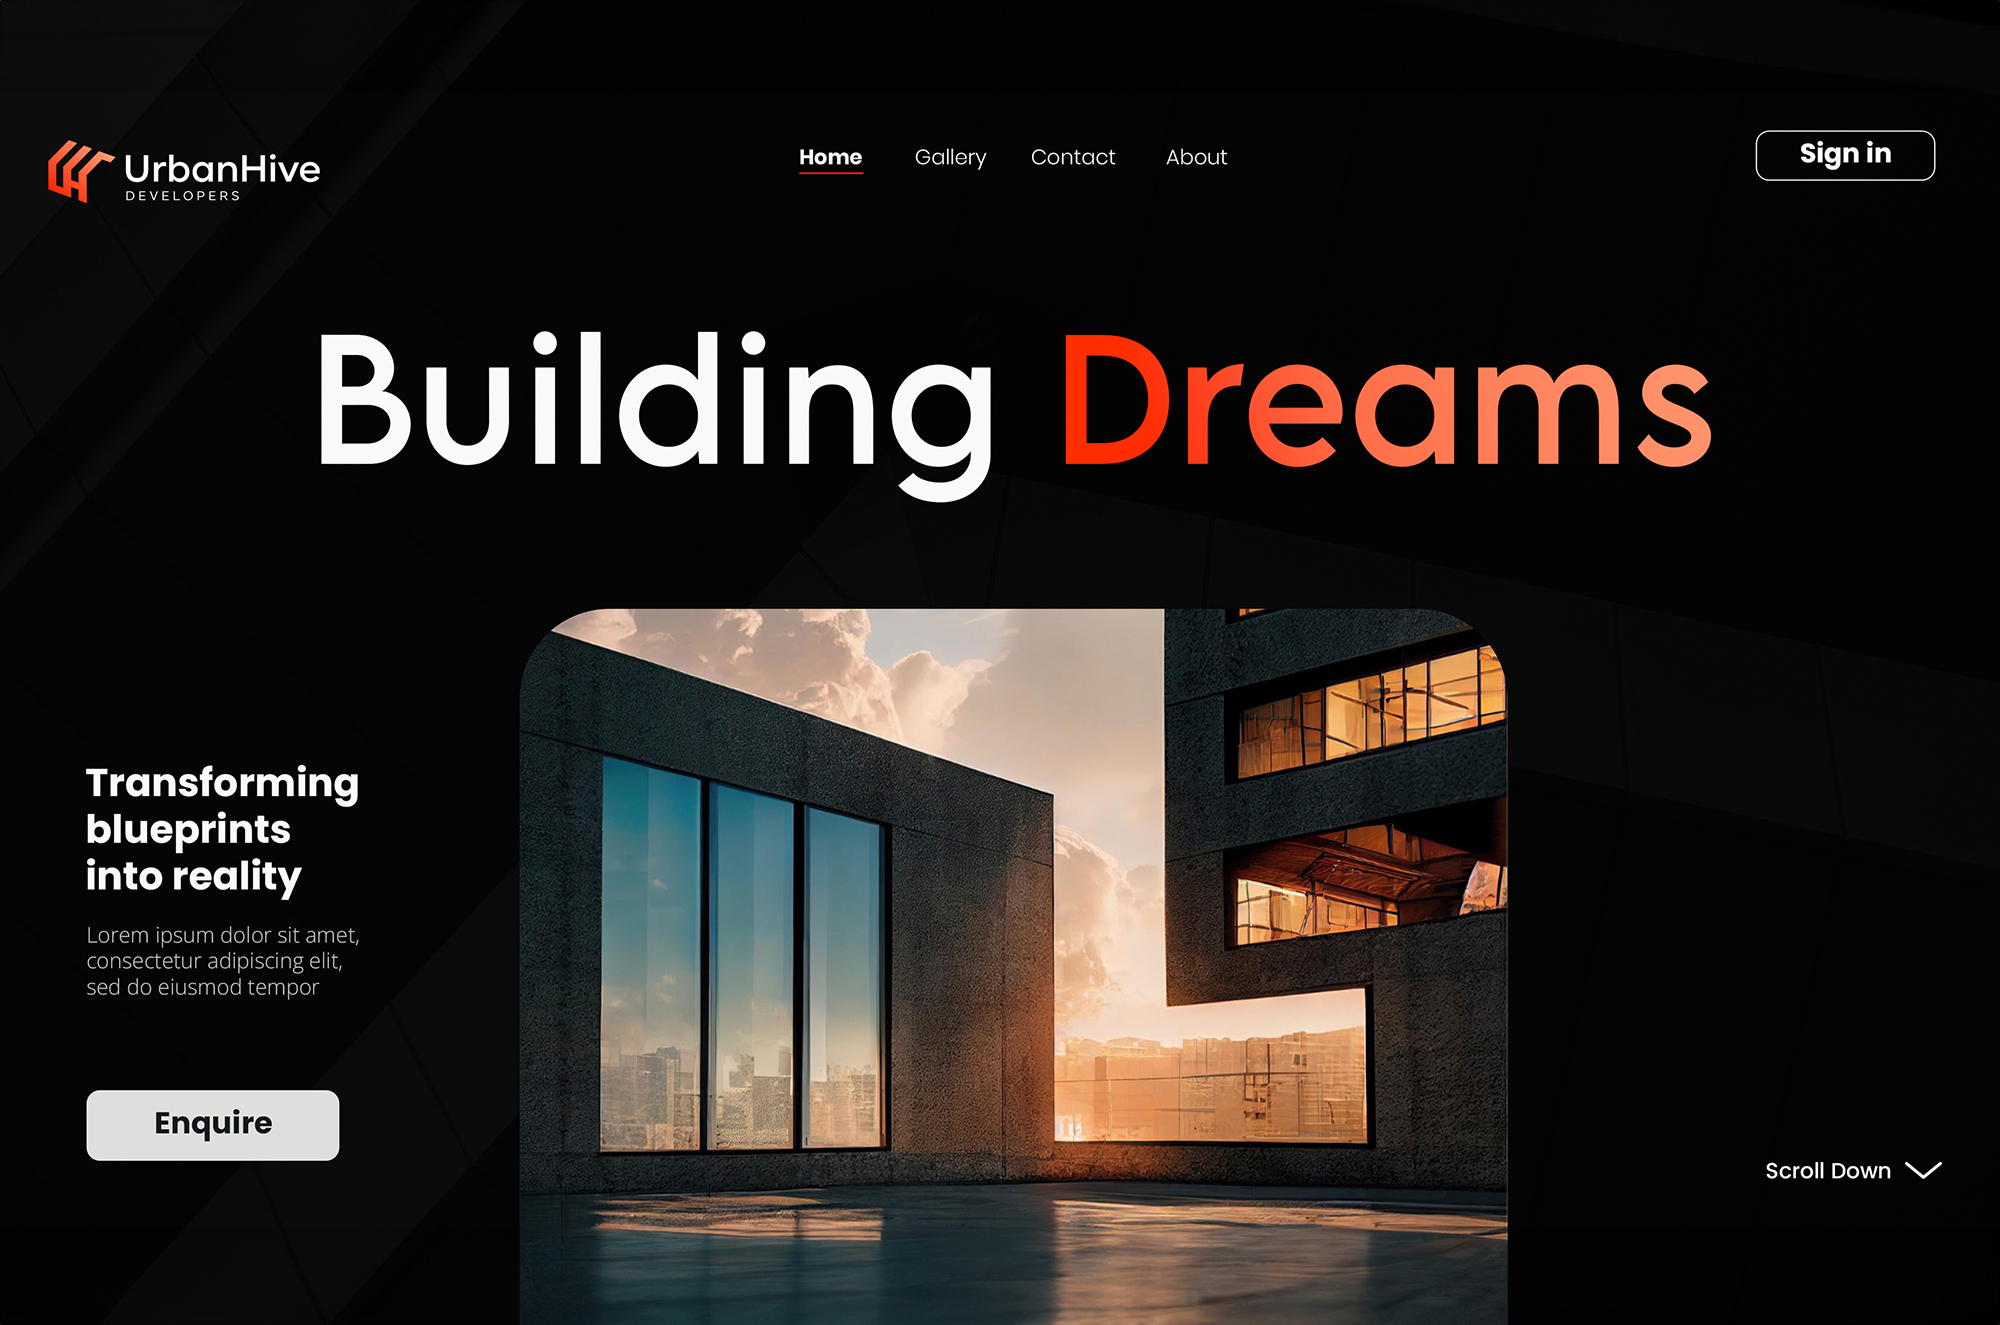 UrbanHive
DEVELOPERS
Home
Gallery
Contact
About
Sign in
Building Dreams
Transforming
blueprints
into reality
Lorem ipsum dolor sit amet,
consectetur adipiscing elit,
sed do eiusmod tempor
Enquire
Scroll Down